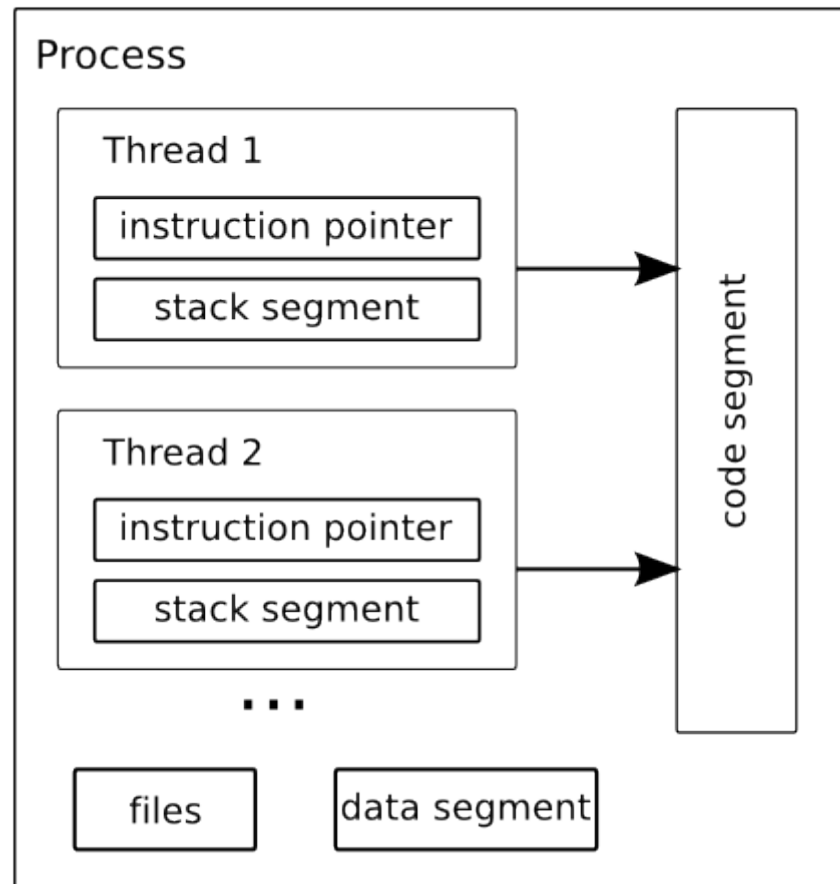 Process
Thread 1
instruction pointer
stack segment
Thread 2
instruction pointer
stack segment
...
files
data segment
code segment